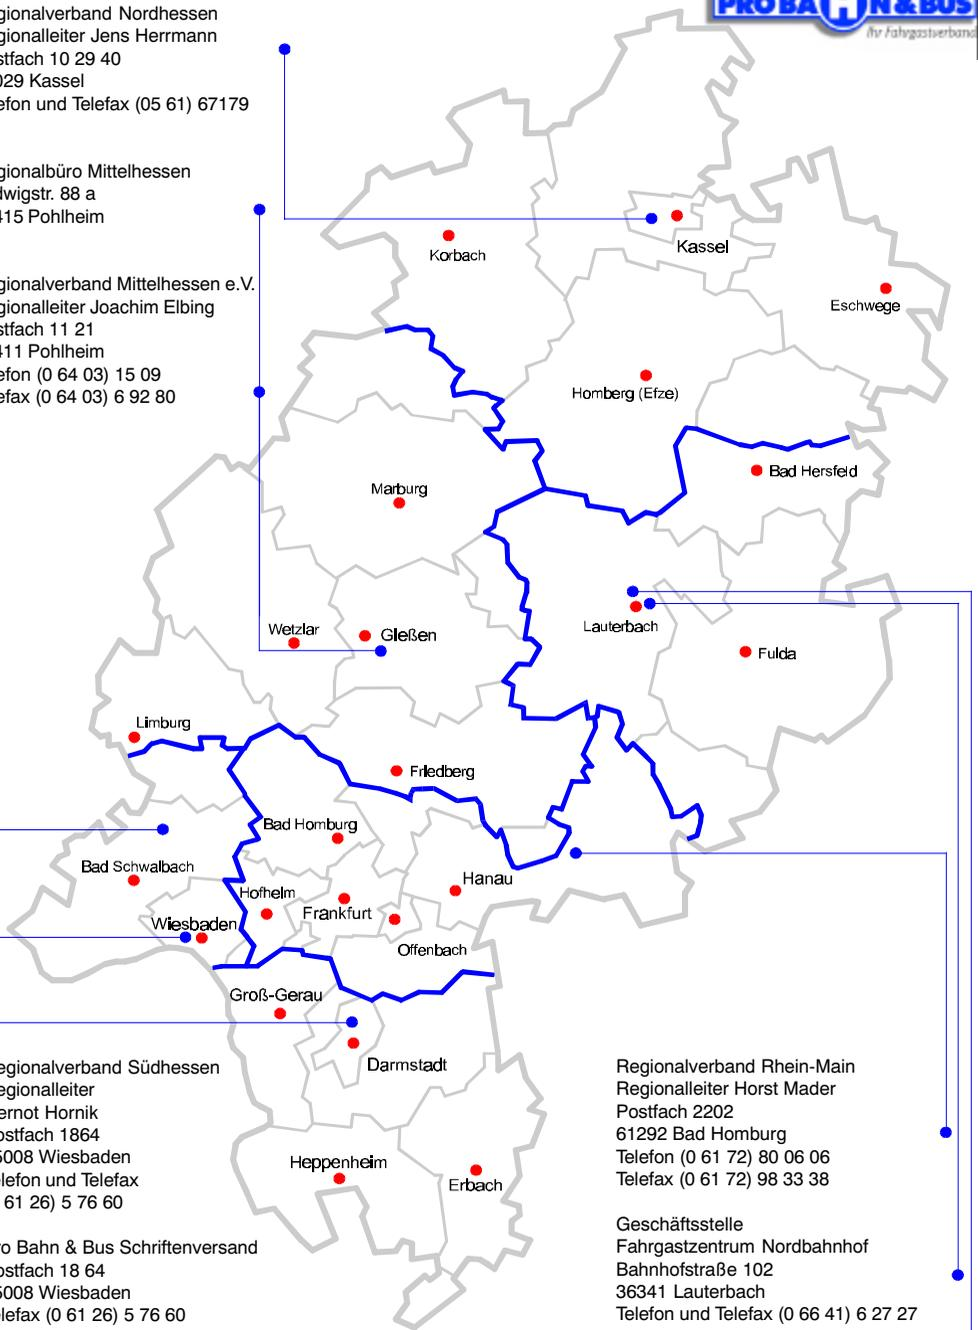 gionalverband Nordhessen
gionalleiter Jens Herrmann
stfach 10 29 40
029 Kassel
efon und Telefax (05 61) 67179
gionalbüro Mittelhessen
dwigstr. 88 a
415 Pohlheim
gionalverband Mittelhessen e.V.
gionalleiter Joachim Elbing
stfach 11 21
411 Pohlheim
efon (0 64 03) 15 09
efax (0 64 03) 6 92 80
PRO BAHN & BUS
Ihr Fahrgastverband
Korbach
Kassel
Eschwege
Homberg (Efze)
Bad Hersfeld
Marburg
Wetzlar
Gießen
Lauterbach
Fulda
Limburg
Friedberg
Bad Homburg
Bad Schwalbach
Hofheim
Hanau
Frankfurt
Wiesbaden
Offenbach
Groß-Gerau
Darmstadt
Heppenheim
Erbach
egionalverband Südhessen
egionalleiter
ernot Hornik
ostfach 1864
5008 Wiesbaden
elefon und Telefax
61 26) 5 76 60
o Bahn & Bus Schriftenversand
ostfach 18 64
5008 Wiesbaden
elefax (0 61 26) 5 76 60
Regionalverband Rhein-Main
Regionalleiter Horst Mader
Postfach 2202
61292 Bad Homburg
Telefon (0 61 72) 80 06 06
Telefax (0 61 72) 98 33 38
Geschäftsstelle
Fahrgastzentrum Nordbahnhof
Bahnhofstraße 102
36341 Lauterbach
Telefon und Telefax (0 66 41) 6 27 27